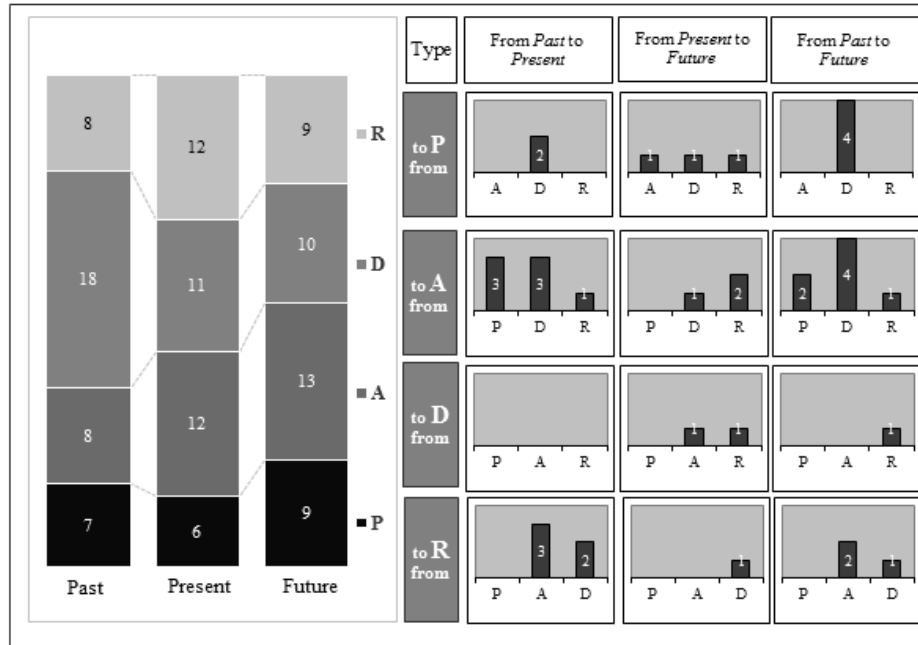 Type
From Past to
Present
From Present to
Future
From Past to
Future
8
12
9
R
18
11
10
D
8
12
13
A
7
6
9
P
Past
Present
Future
to P
from
2
A D R
1 1 1
A D R
4
A D R
to A
from
3 3 1
P D R
1 2
P D R
2 4 1
P D R
to D
from
P A R
1 1
P A R
1
P A R
to R
from
3 2
P A D
1
P A D
2 1
P A D